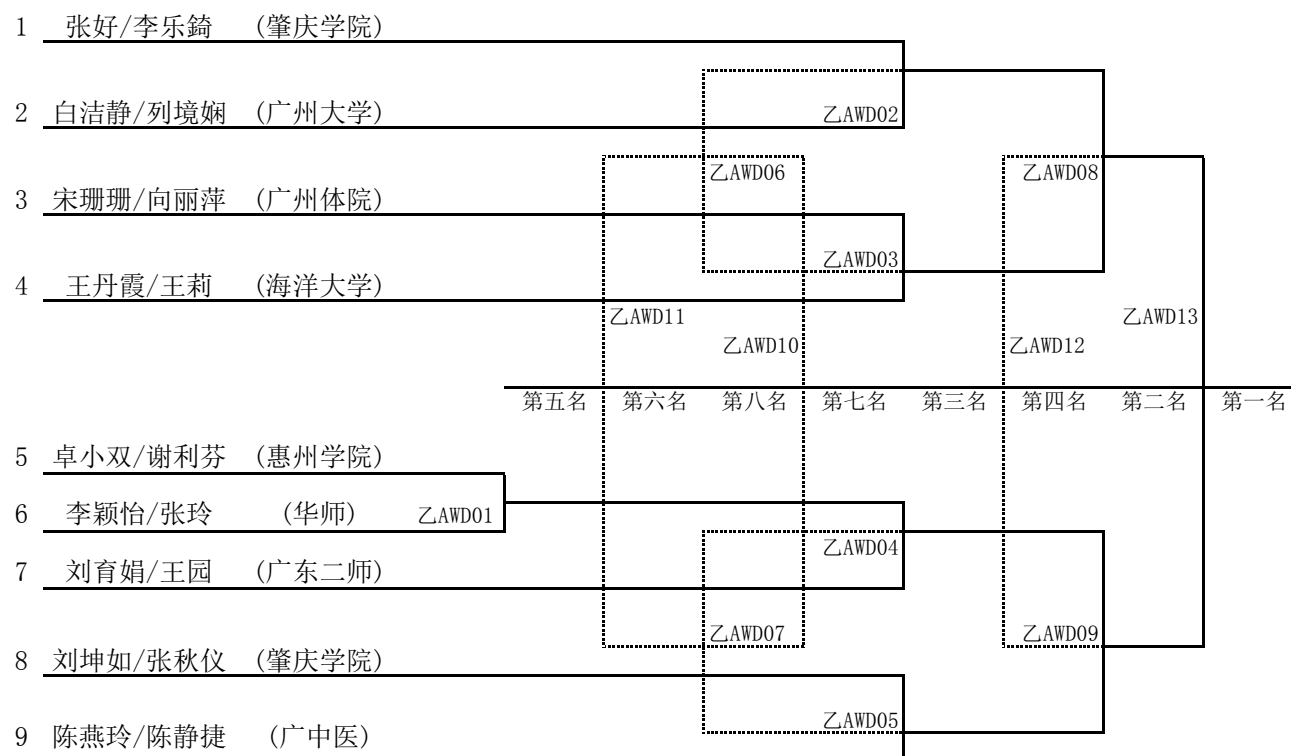 1 张好/李乐錡 (肇庆学院)
2 白洁静/列境娴 (广州大学) 乙AWD02
乙AWD06 乙AWD08
3 宋珊珊/向丽萍 (广州体院)
乙AWD03
4 王丹霞/王莉 (海洋大学)
乙AWD11 乙AWD13
乙AWD10 乙AWD12
第五名 第六名 第八名 第七名 第三名 第四名 第二名 第一名
5 卓小双/谢利芬 (惠州学院)
6 李颖怡/张玲 (华师) 乙AWD01
乙AWD04
7 刘育娟/王园 (广东二师)
乙AWD07 乙AWD09
8 刘坤如/张秋仪 (肇庆学院)
乙AWD05
9 陈燕玲/陈静捷 (广中医)